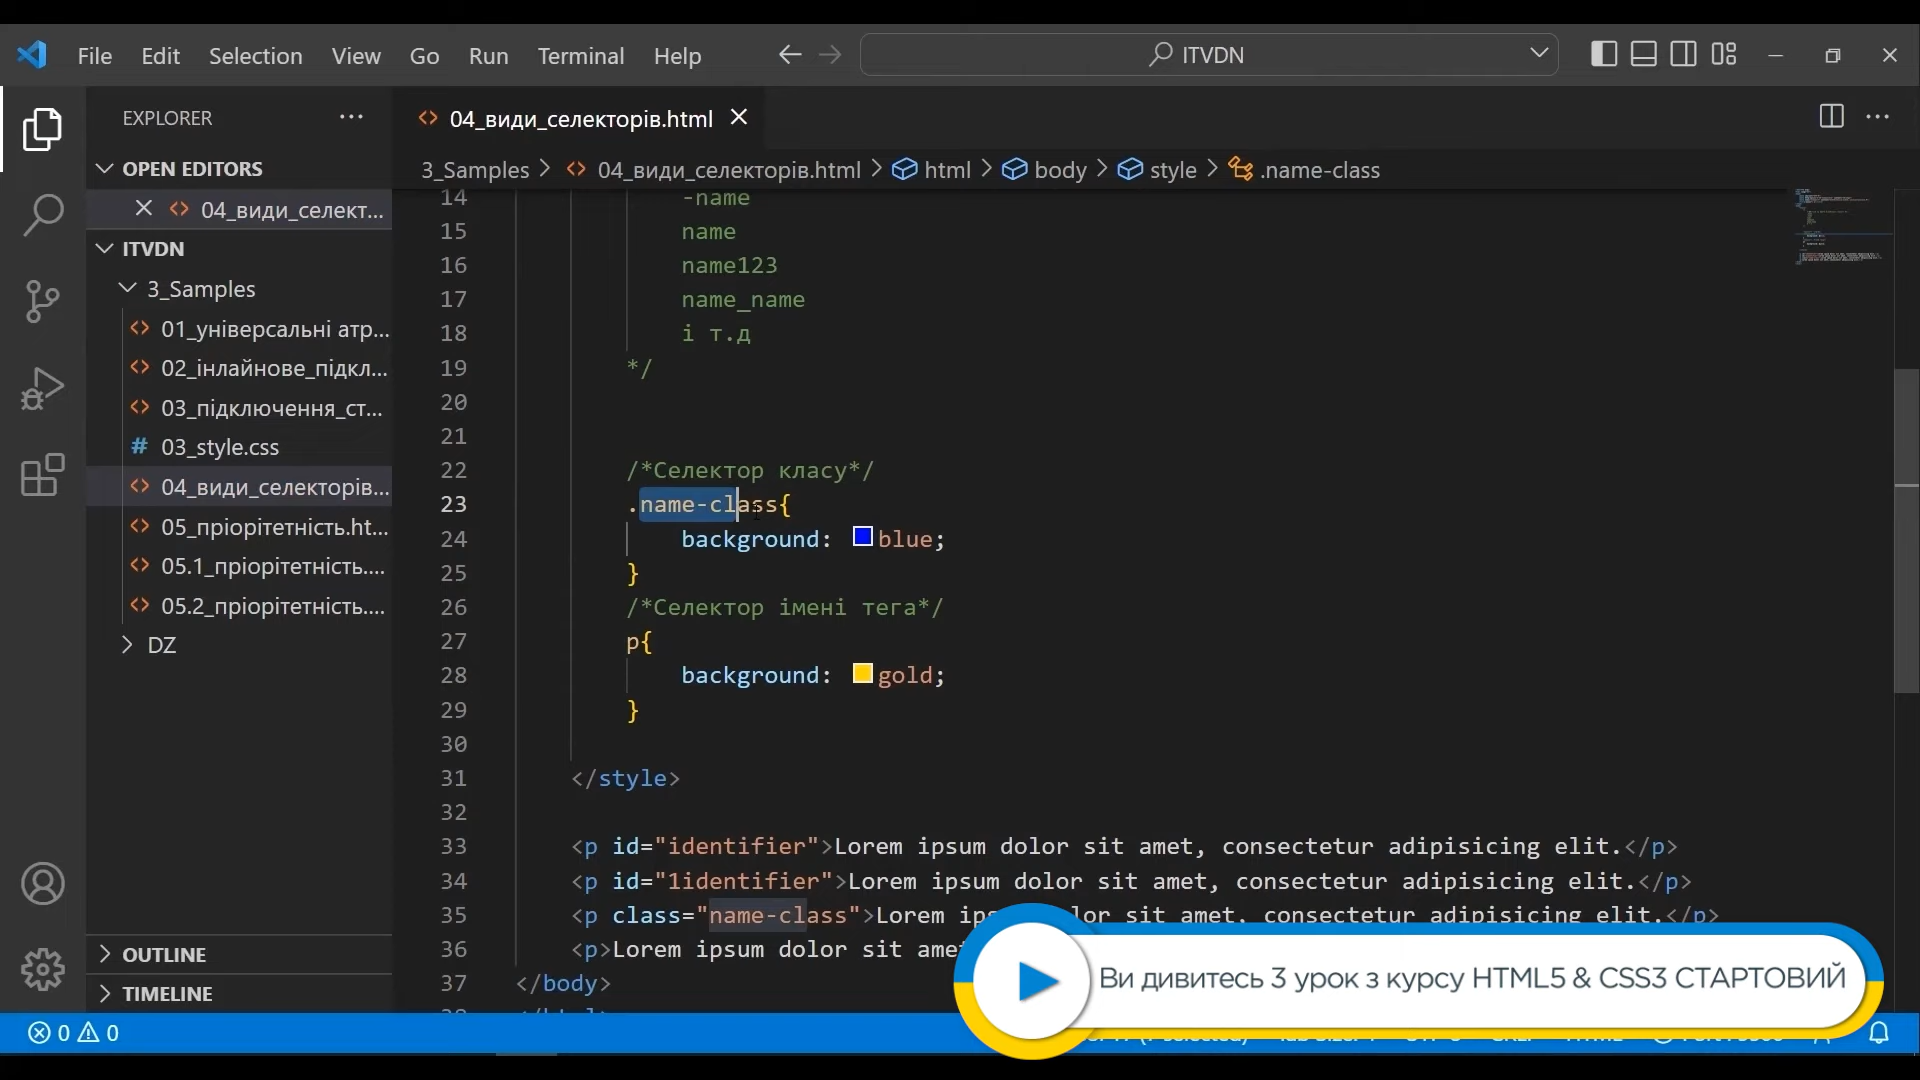 File Edit Selection View Go Run Terminal Help
ITVDN
EXPLORER
OPEN EDITORS
04_види_селект...
ITVDN
3_Samples
01_універсальні атр...
02_інлайнове_підкл...
03_підключення_ст...
03_style.css
04_види_селекторів...
05_пріорітетність.ht...
05.1_пріорітетність....
05.2_пріорітетність....
DZ
OUTLINE
TIMELINE
04_види_селекторів.html
3_Samples > 04_види_селекторів.html > html > body > style > .name-class
14 -name
15 name
16 name123
17 name_name
18 і т.д
19 */
20
21
22 /*Селектор класу*/
23 .name-class{
24 background: blue;
25 }
26 /*Селектор імені тега*/
27 p{
28 background: gold;
29 }
30
31 </style>
32
33 <p id="identifier">Lorem ipsum dolor sit amet, consectetur adipisicing elit.</p>
34 <p id="1identifier">Lorem ipsum dolor sit amet, consectetur adipisicing elit.</p>
35 <p class="name-class">Lorem dolor sit amet, consectetur adipisicing elit.</p>
36 <p>Lorem ipsum dolor sit
37 </body>
Ви дивитесь 3 урок з курсу HTML5 & CSS3 СТАРТОВИЙ
0 0